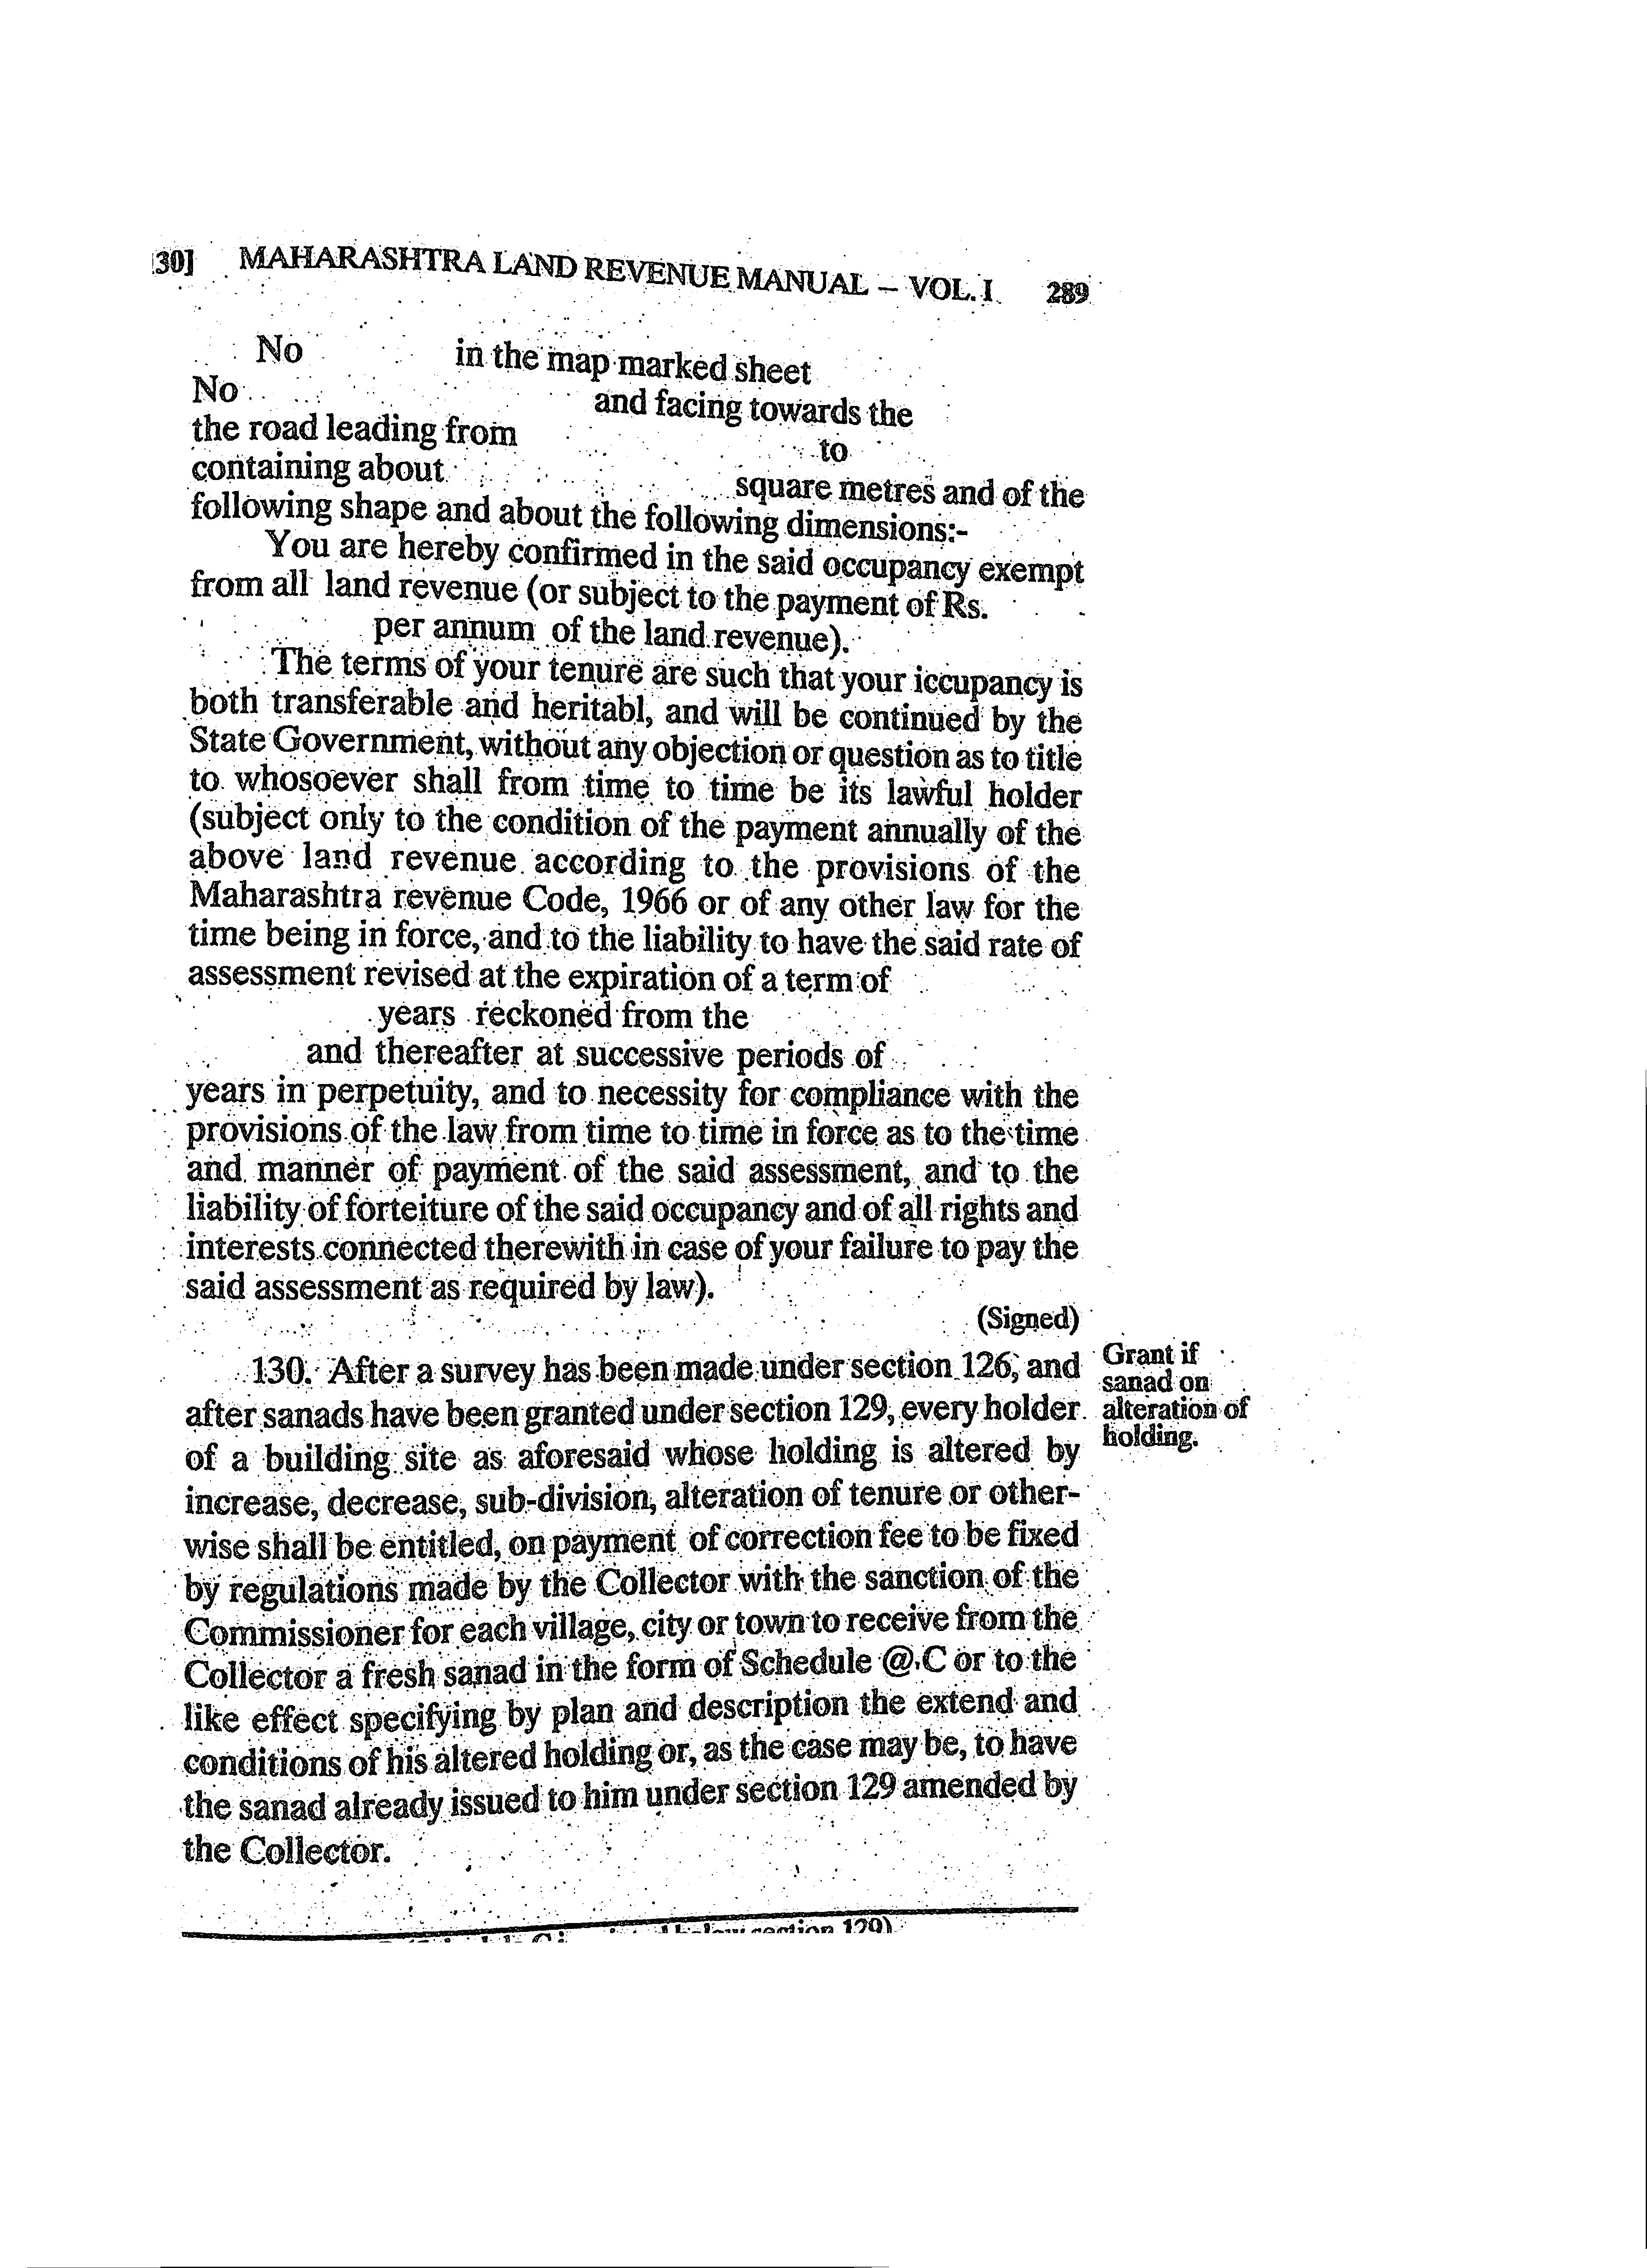 30] MAHARASHTRA LAND REVENUE MANUAL – VOL. I 289
No in the map marked sheet
No and facing towards the
the road leading from to
containing about square metres and of the
following shape and about the following dimensions:-
You are hereby confirmed in the said occupancy exempt
from all land revenue (or subject to the payment of Rs.
per annum of the land revenue).
The terms of your tenure are such that your iccupancy is
both transferable and heritabl, and will be continued by the
State Government, without any objection or question as to title
to whosoever shall from time to time be its lawful holder
(subject only to the condition of the payment annually of the
above land revenue according to the provisions of the
Maharashtra revenue Code, 1966 or of any other law for the
time being in force, and to the liability to have the said rate of
assessment revised at the expiration of a term of
years reckoned from the
and thereafter at successive periods of
years in perpetuity, and to necessity for compliance with the
provisions of the law from time to time in force as to the time
and manner of payment of the said assessment, and to the
liability of forteiture of the said occupancy and of all rights and
interests connected therewith in case of your failure to pay the
said assessment as required by law).
(Signed)
130. After a survey has been made under section 126, and
after sanads have been granted under section 129, every holder
of a building site as aforesaid whose holding is altered by
increase, decrease, sub-division, alteration of tenure or other-
wise shall be entitled, on payment of correction fee to be fixed
by regulations made by the Collector with the sanction of the
Commissioner for each village, city or town to receive from the
Collector a fresh sanad in the form of Schedule @ C or to the
like effect specifying by plan and description the extend and
conditions of his altered holding or, as the case may be, to have
the sanad already issued to him under section 129 amended by
the Collector.
Grant if
sanad on
alteration of
holding.
below section 129)